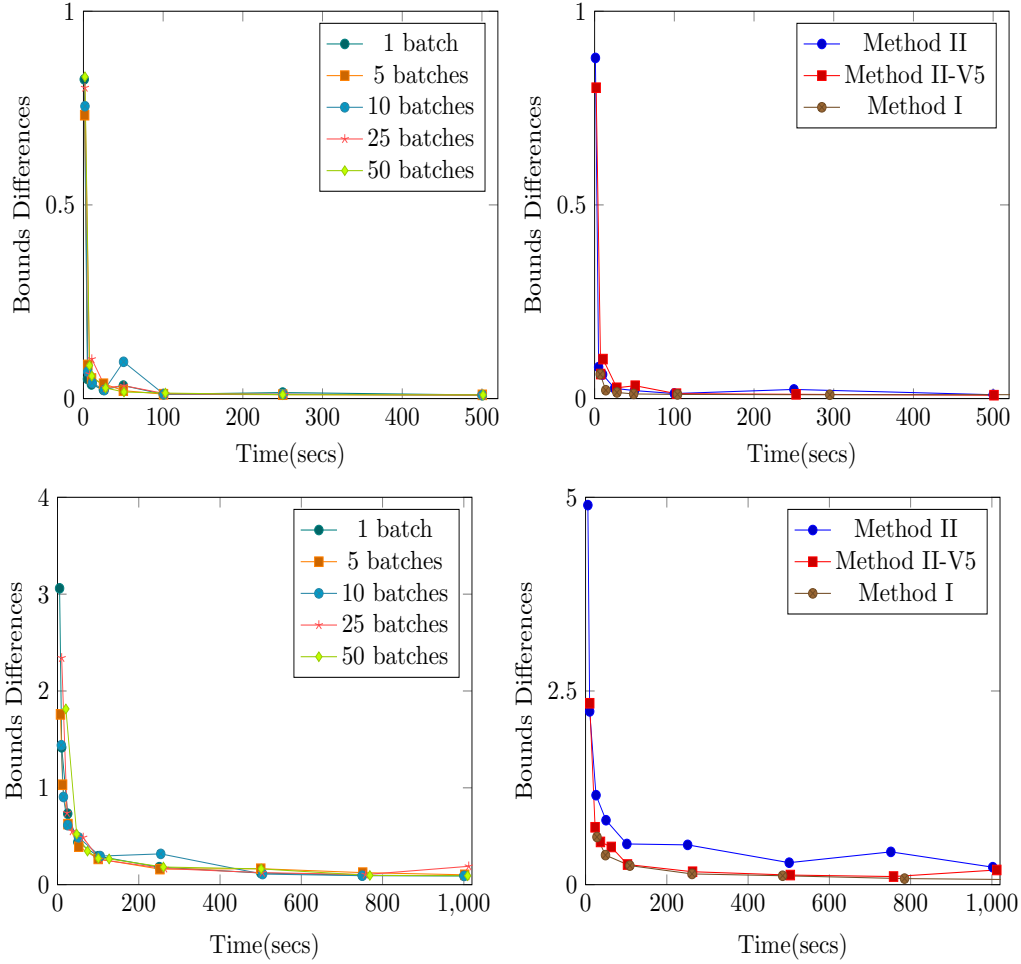 1
0.5
0
Bounds Differences
0 100 200 300 400 500
Time(secs)
1 batch
5 batches
10 batches
25 batches
50 batches
1
0.5
0
Bounds Differences
0 100 200 300 400 500
Time(secs)
Method II
Method II-V5
Method I
4
3
2
1
0
Bounds Differences
0 200 400 600 800 1,000
Time(secs)
1 batch
5 batches
10 batches
25 batches
50 batches
5
2.5
0
Bounds Differences
0 200 400 600 800 1,000
Time(secs)
Method II
Method II-V5
Method I